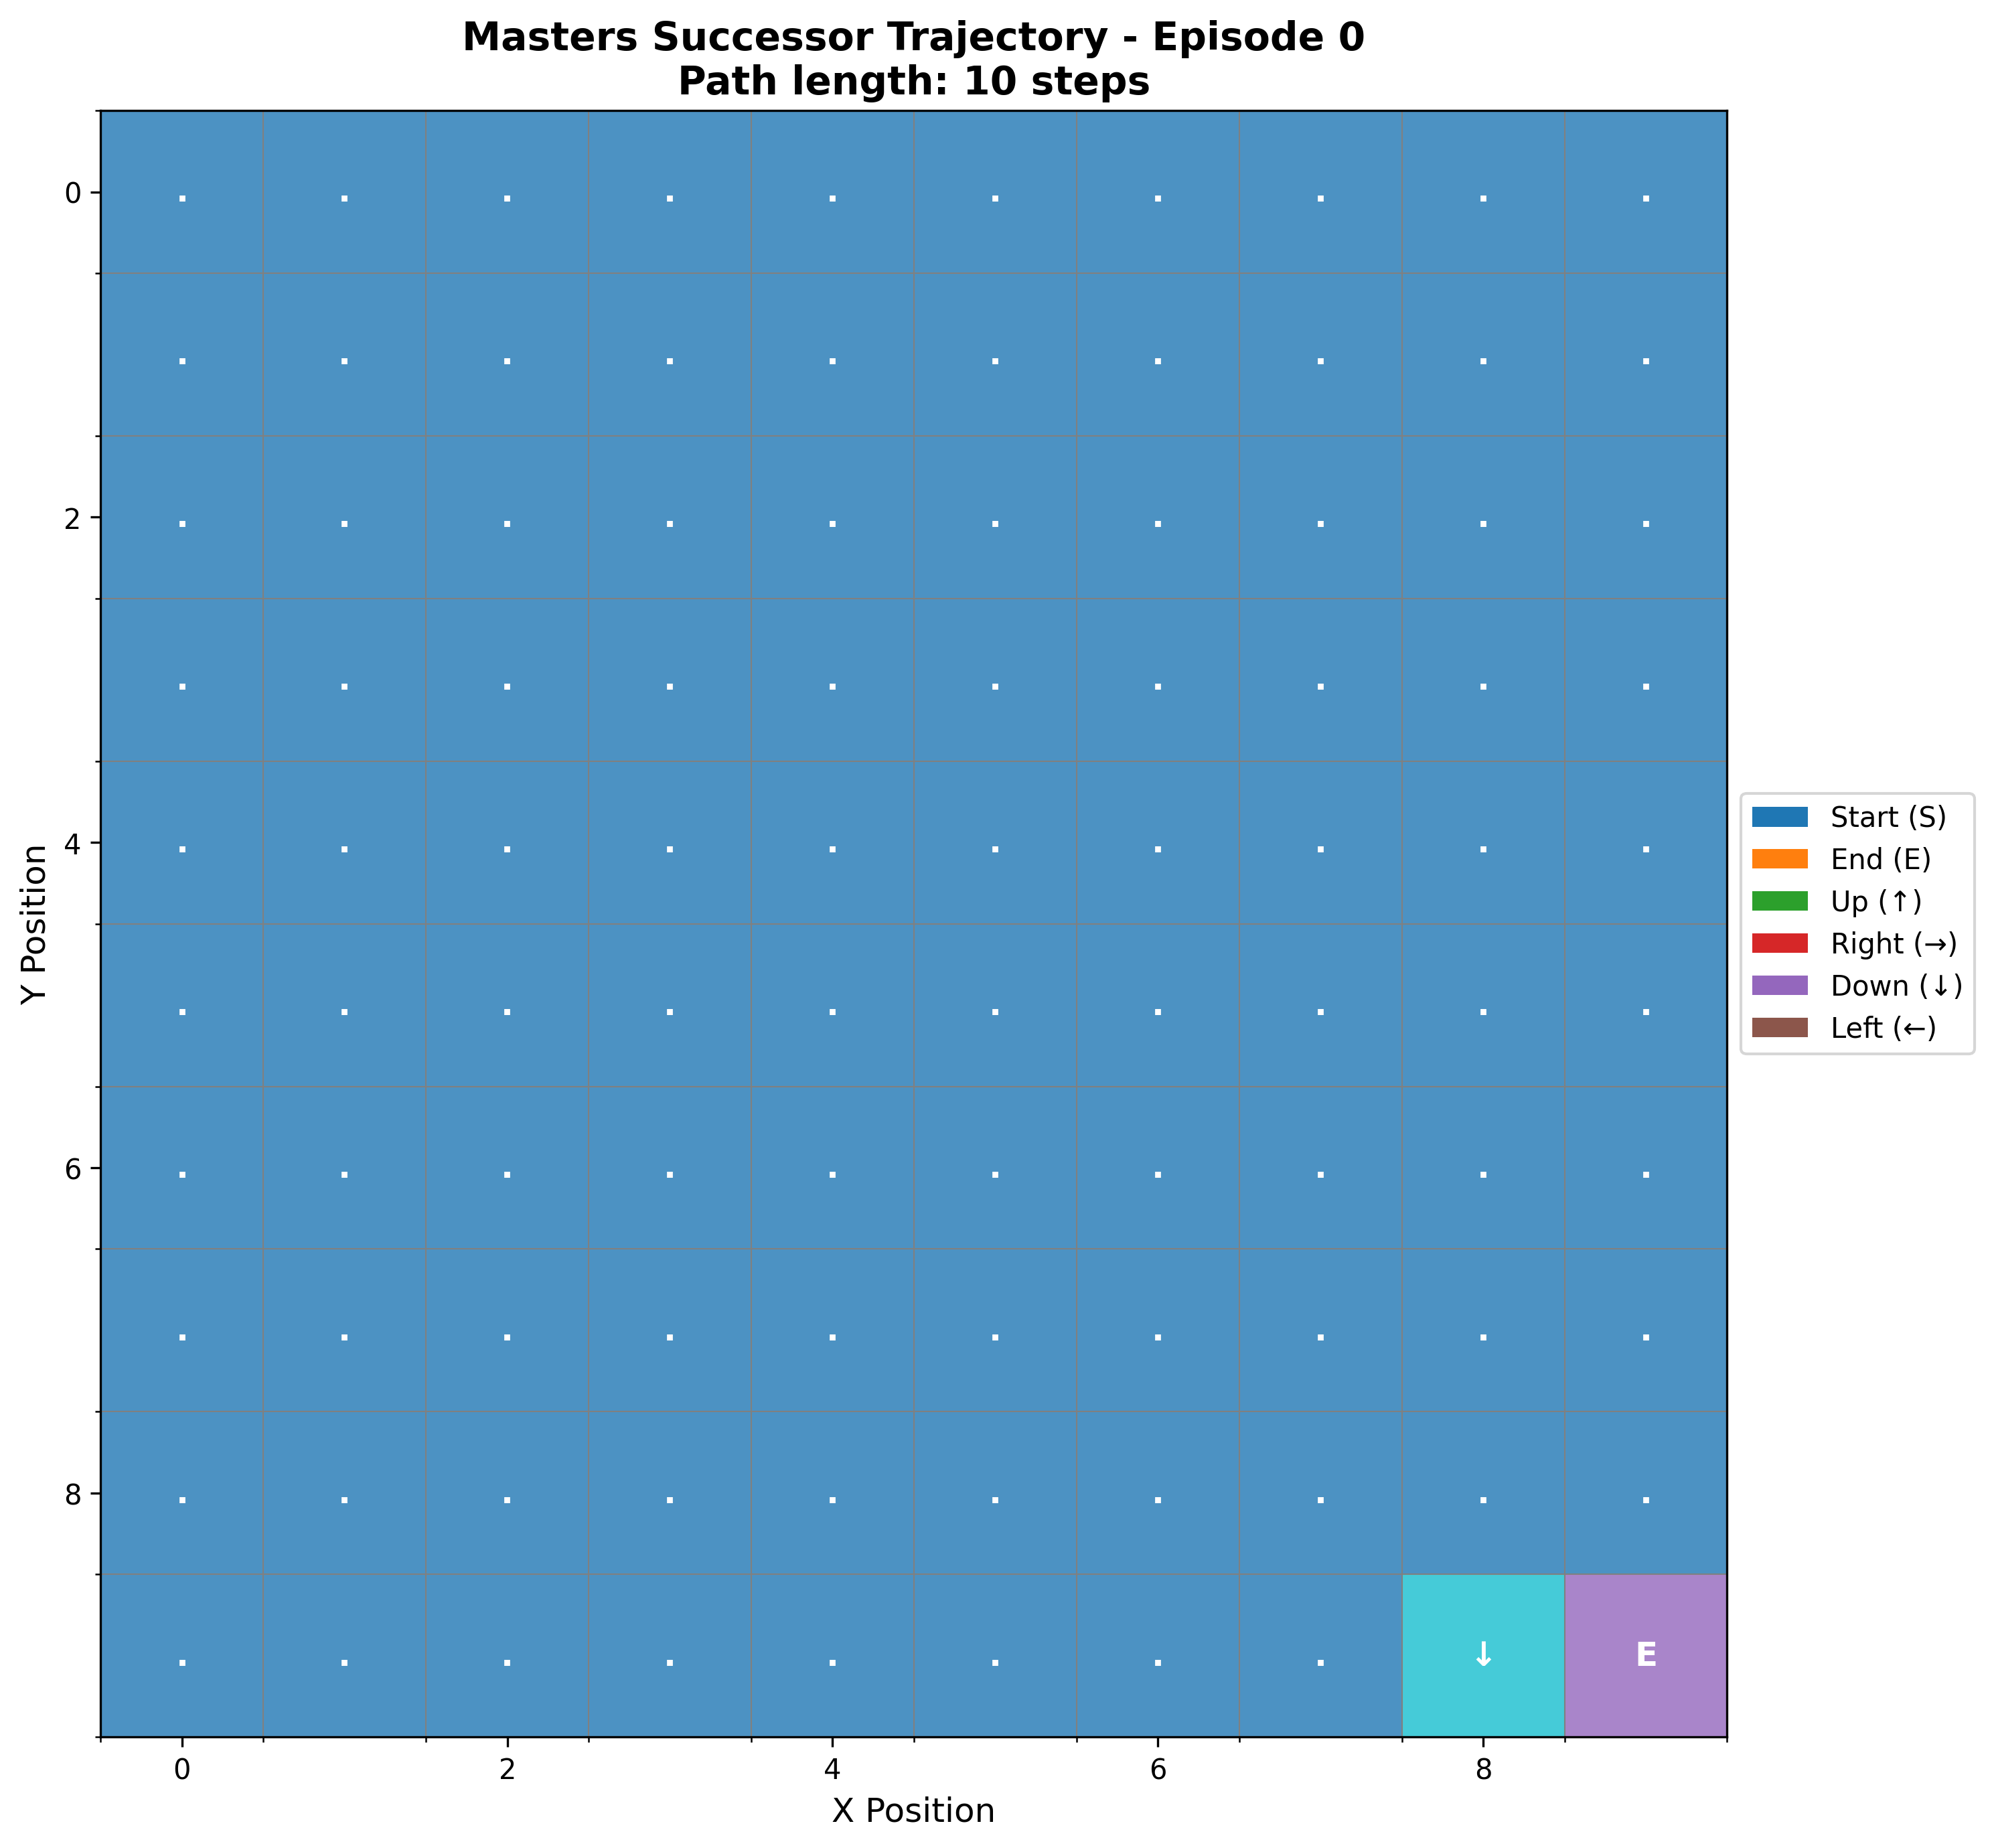 Masters Successor Trajectory - Episode 0
Path length: 10 steps
0
2
4
6
8
Y Position
↓
E
0
2
4
6
8
X Position
Start (S)
End (E)
Up (↑)
Right (→)
Down (↓)
Left (←)